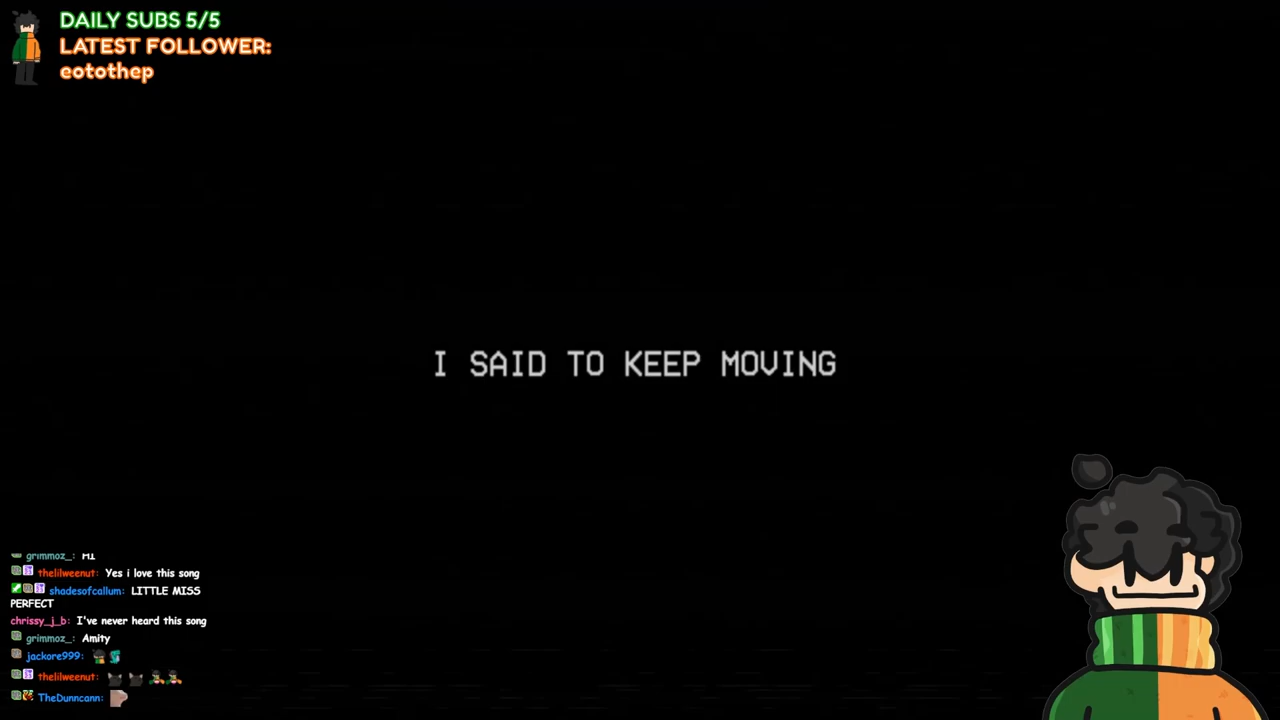 DAILY SUBS 5/5
LATEST FOLLOWER:
eotothep
I SAID TO KEEP MOVING
grimmoz_: HI
thelilweenut: Yes i love this song
shadesofcallum: LITTLE MISS
PERFECT
chrissy_j_b: I've never heard this song
grimmoz_: Amity
jackore999:
thelilweenut:
TheDunncann: